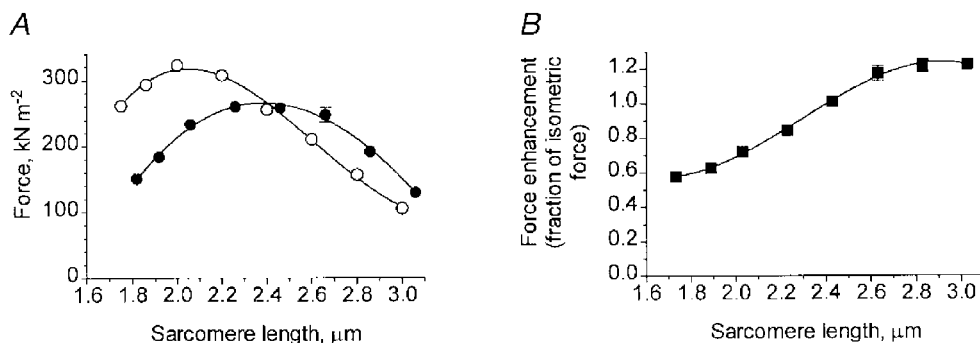 A
Force, kN m-2
300
200
100
0
1.6 1.8 2.0 2.2 2.4 2.6 2.8 3.0
Sarcomere length, μm
B
Force enhancement
(fraction of isometric
force)
1.2
1.0
0.8
0.6
0.4
0.2
0.0
1.6 1.8 2.0 2.2 2.4 2.6 2.8 3.0
Sarcomere length, μm